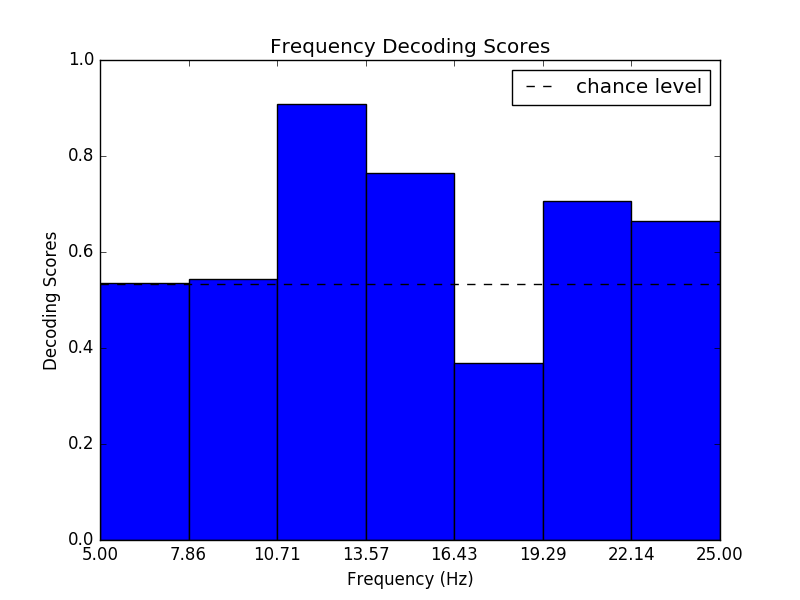 Frequency Decoding Scores
chance level
1.0
0.8
0.6
0.4
0.2
0.0
Decoding Scores
5.00 7.86 10.71 13.57 16.43 19.29 22.14 25.00
Frequency (Hz)